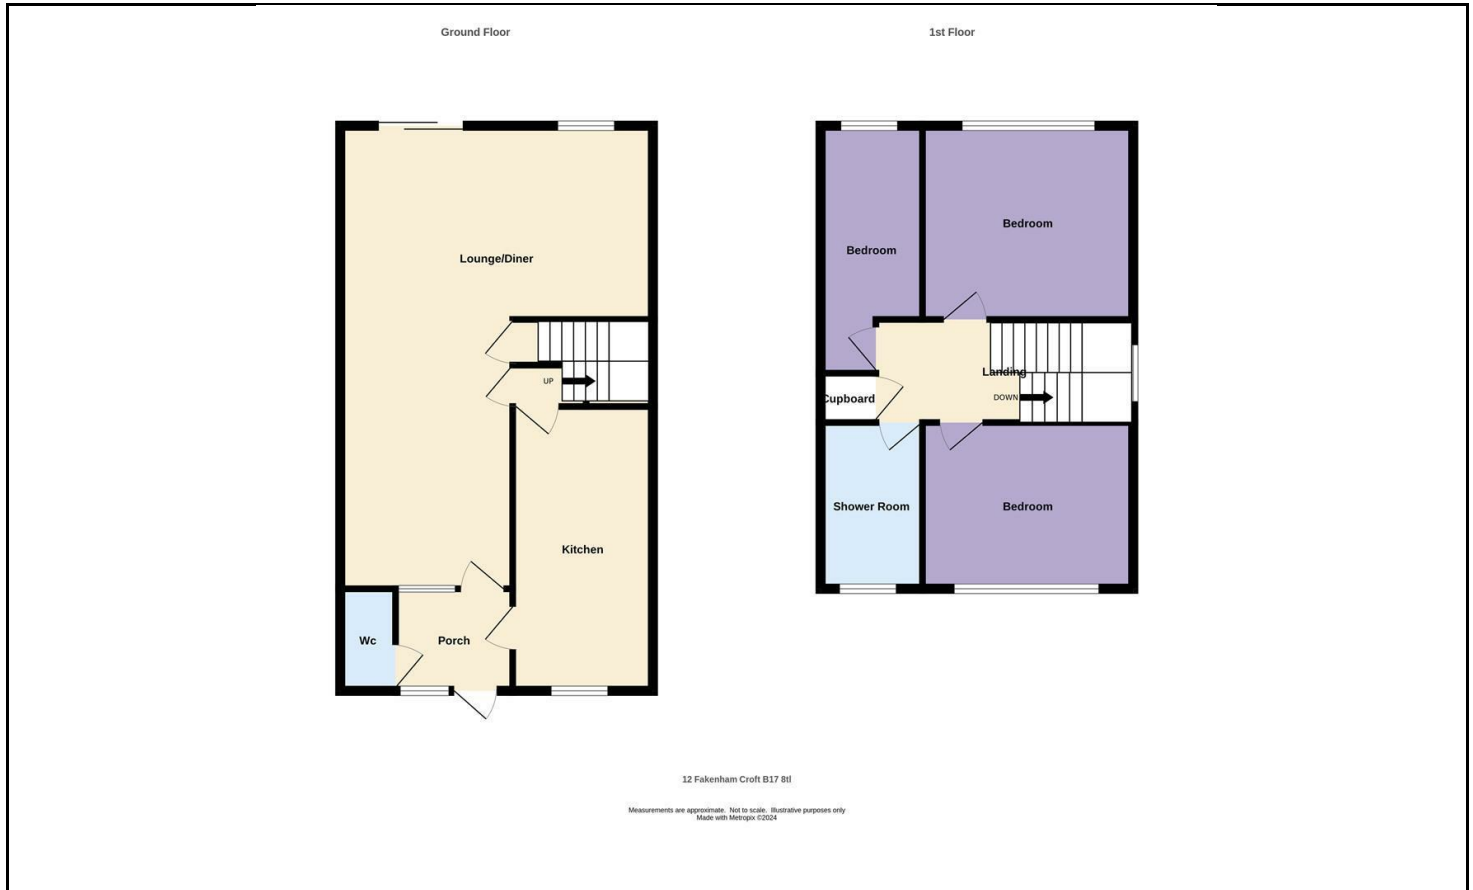 Ground Floor
1st Floor
Lounge/Diner
UP
Kitchen
Wc
Porch
Bedroom
Bedroom
Landing
Cupboard
DOWN
Shower Room
Bedroom
12 Fakenham Croft B17 8tl
Measurements are approximate. Not to scale. Illustrative purposes only
Made with Metropix ©2024